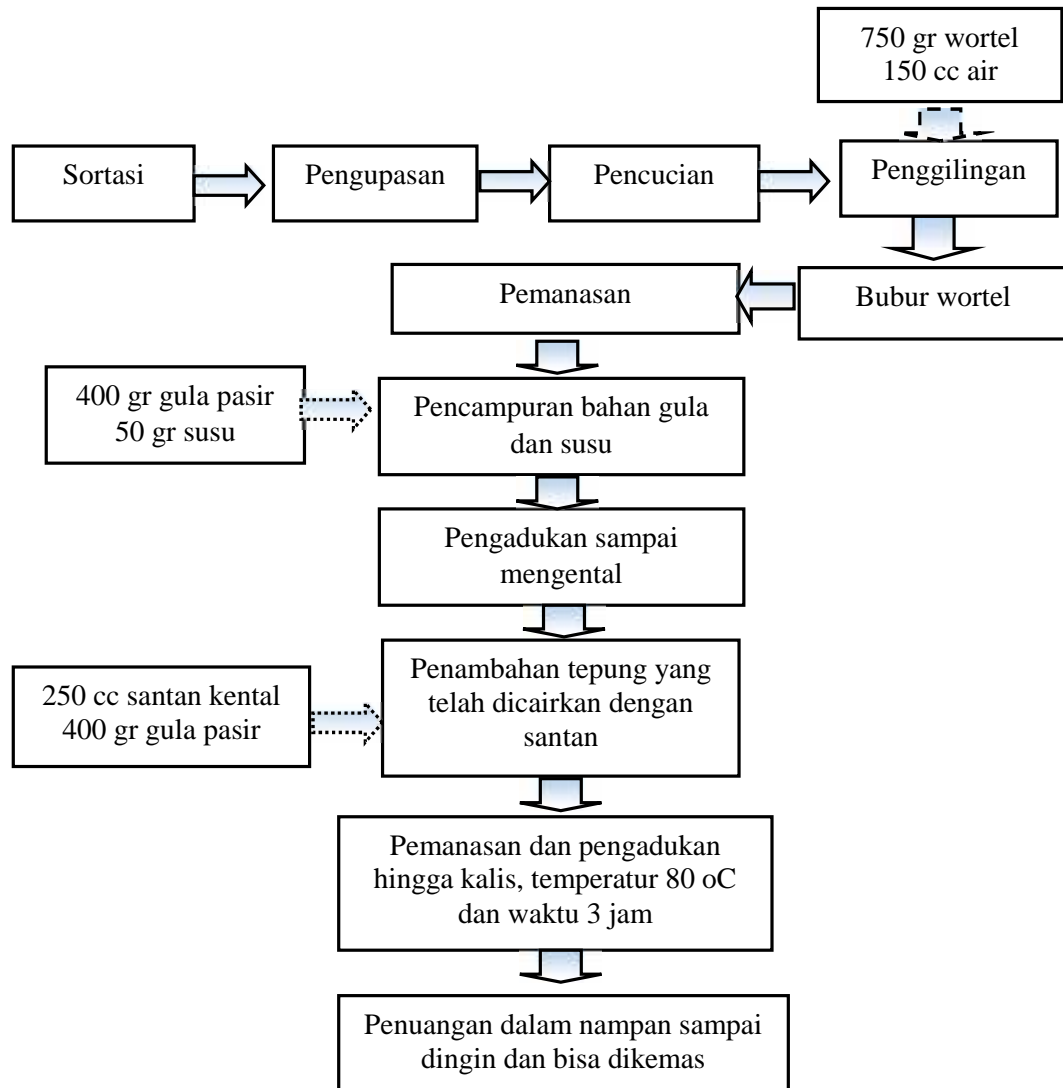 750 gr wortel
150 cc air
Sortasi
Pengupasan
Pencucian
Penggilingan
Pemanasan
Bubur wortel
400 gr gula pasir
50 gr susu
Pencampuran bahan gula
dan susu
Pengadukan sampai
mengental
250 cc santan kental
400 gr gula pasir
Penambahan tepung yang
telah dicairkan dengan
santan
Pemanasan dan pengadukan
hingga kalis, temperatur 80 oC
dan waktu 3 jam
Penuangan dalam nampan sampai
dingin dan bisa dikemas